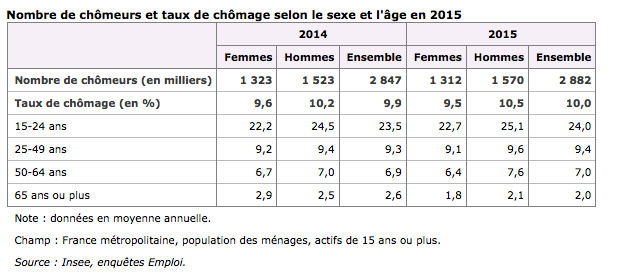 Nombre de chômeurs et taux de chômage selon le sexe et l'âge en 2015
2014 2015
Femmes Hommes Ensemble Femmes Hommes Ensemble
Nombre de chômeurs (en milliers) 1 323 1 523 2 847 1 312 1 570 2 882
Taux de chômage (en %) 9,6 10,2 9,9 9,5 10,5 10,0
15-24 ans 22,2 24,5 23,5 22,7 25,1 24,0
25-49 ans 9,2 9,4 9,3 9,1 9,6 9,4
50-64 ans 6,7 7,0 6,9 6,4 7,6 7,0
65 ans ou plus 2,9 2,5 2,6 1,8 2,1 2,0
Note : données en moyenne annuelle.
Champ : France métropolitaine, population des ménages, actifs de 15 ans ou plus.
Source : Insee, enquêtes Emploi.